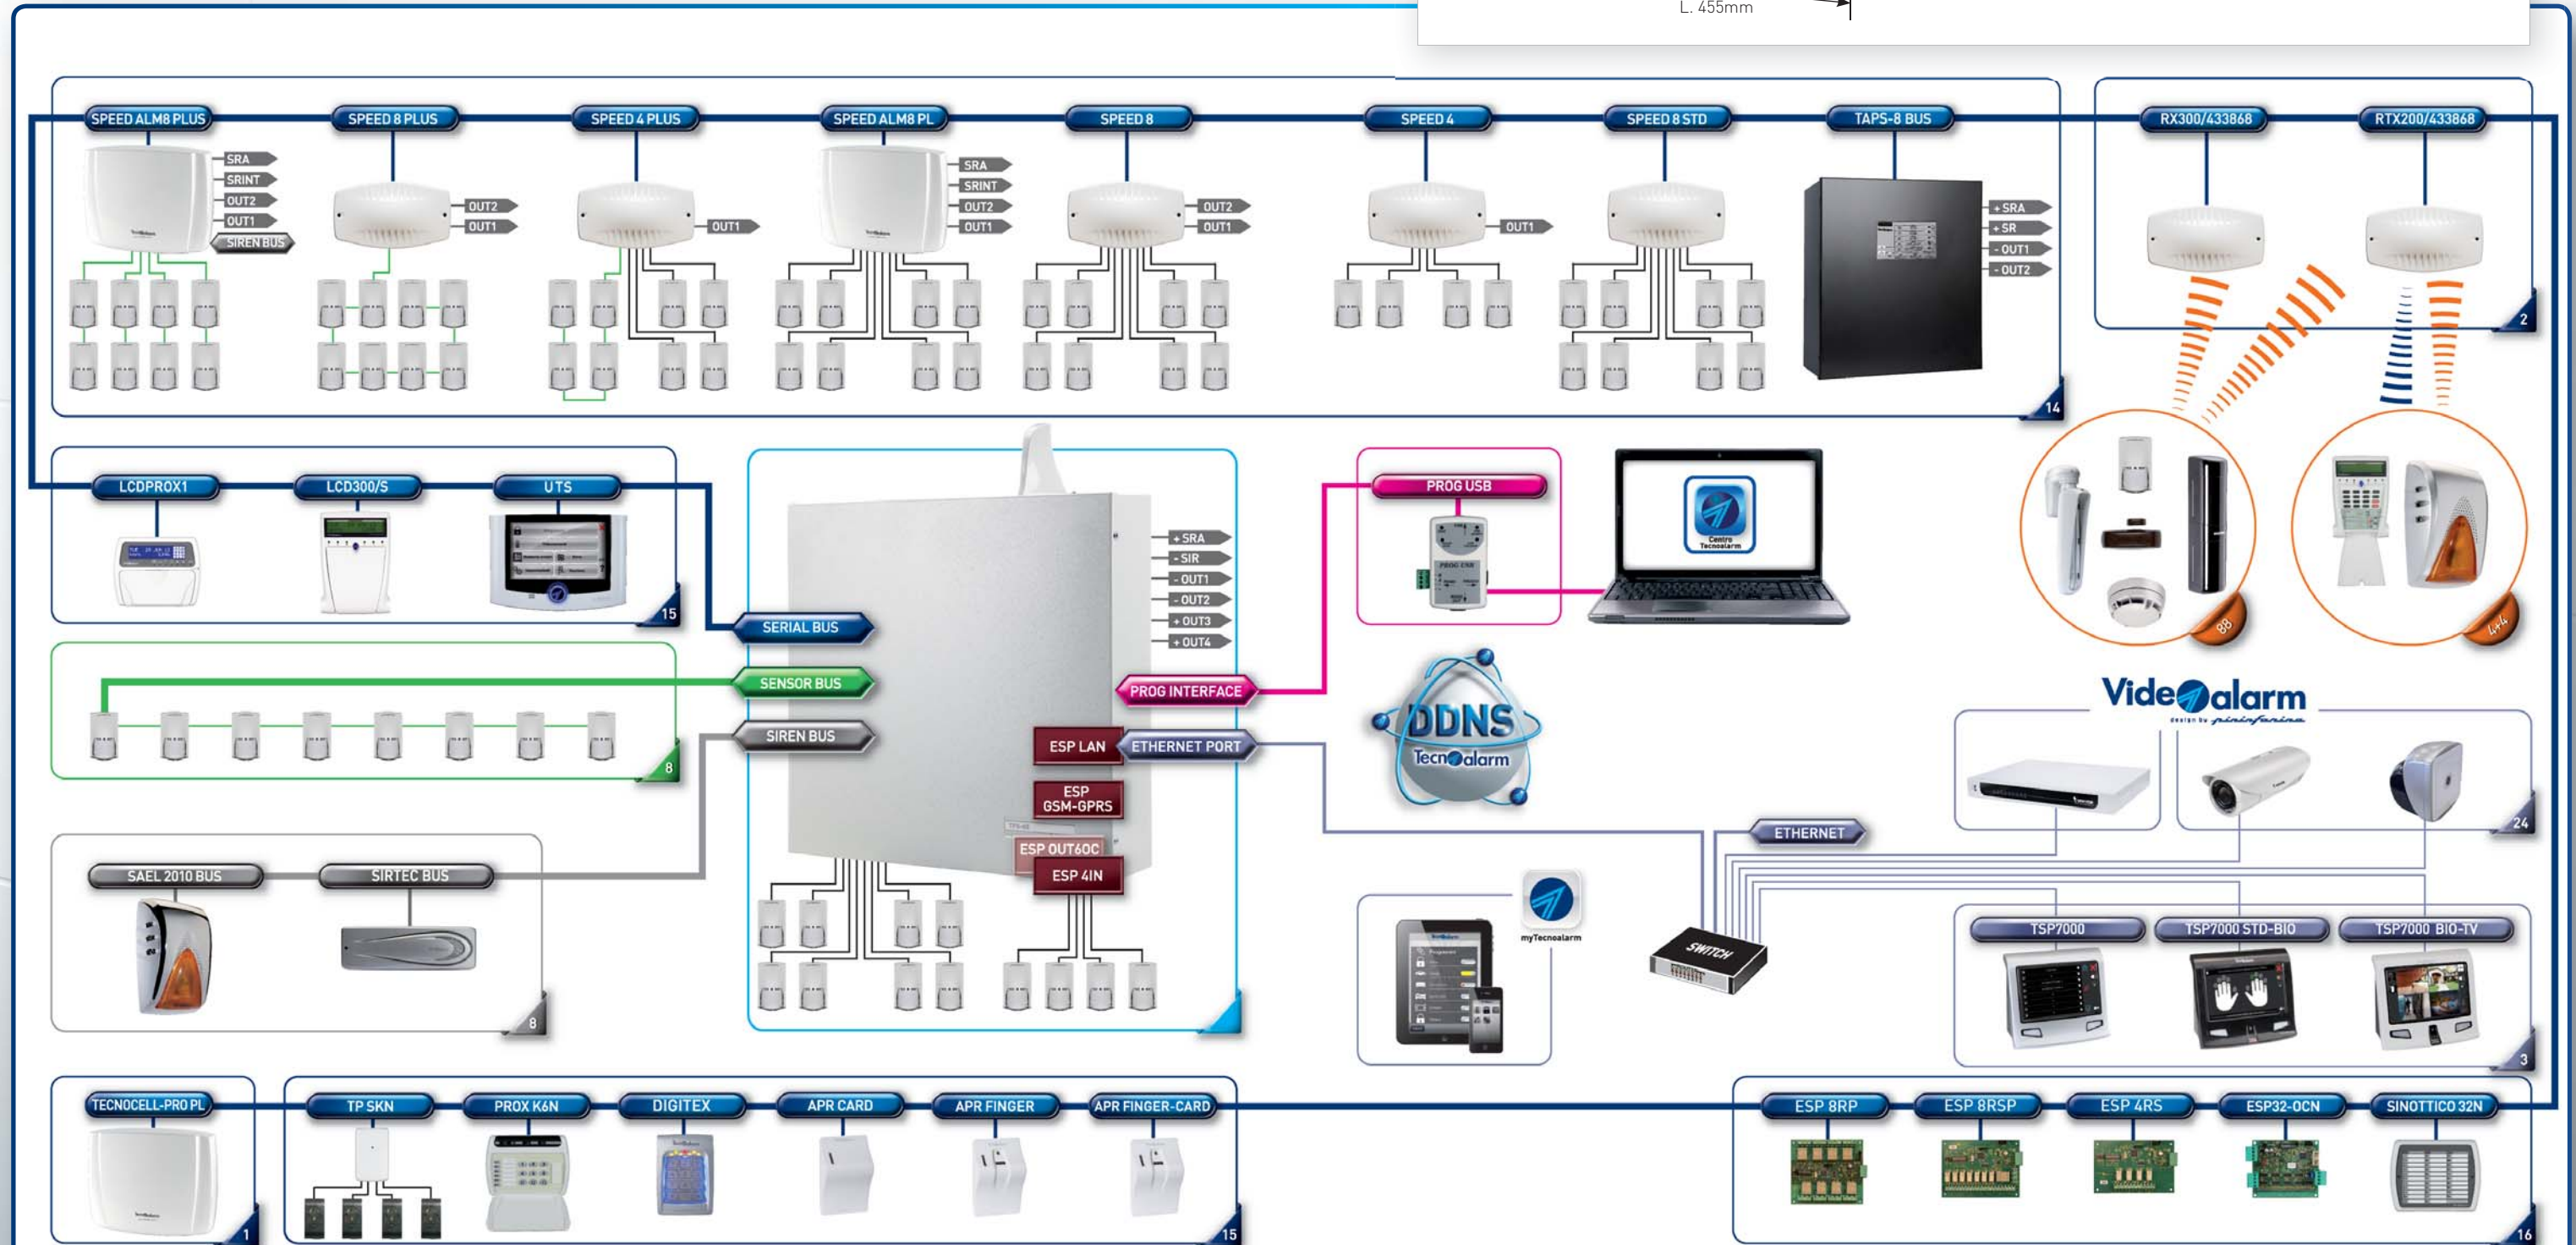 L. 455mm
SPEED ALM8 PLUS
SPEED 8 PLUS
SPEED 4 PLUS
SPEED ALM8 PL
SPEED 8
SPEED 4
SPEED 8 STD
TAPS-8 BUS
RX300/433868
RTX200/433868
SRA
SRINT
OUT2
OUT1
SIREN BUS
OUT2
OUT1
OUT1
SRA
SRINT
OUT2
OUT1
OUT2
OUT1
OUT1
+ SRA
+ SR
- OUT1
- OUT2
2
14
LCDPROX1
LCD300/S
UTS
15
PROG USB
PROG USB
Centro
Tecnoalarm
88
4+4
+ SRA
- SIR
- OUT1
- OUT2
+ OUT3
+ OUT4
SERIAL BUS
SENSOR BUS
SIREN BUS
8
PROG INTERFACE
ESP LAN
ETHERNET PORT
ESP
GSM-GPRS
ESP OUT6OC
ESP 4IN
DDNS
Tecnoalarm
Videoalarm
design by pininfarina
24
ETHERNET
SAEL 2010 BUS
SIRTEC BUS
8
myTecnoalarm
SWITCH
TSP7000
TSP7000 STD-BIO
TSP7000 BIO-TV
3
TECNOCELL-PRO PL
1
TP SKN
PROX K6N
DIGITEX
APR CARD
APR FINGER
APR FINGER-CARD
15
ESP 8RP
ESP 8RSP
ESP 4RS
ESP32-OCN
SINOTTICO 32N
16